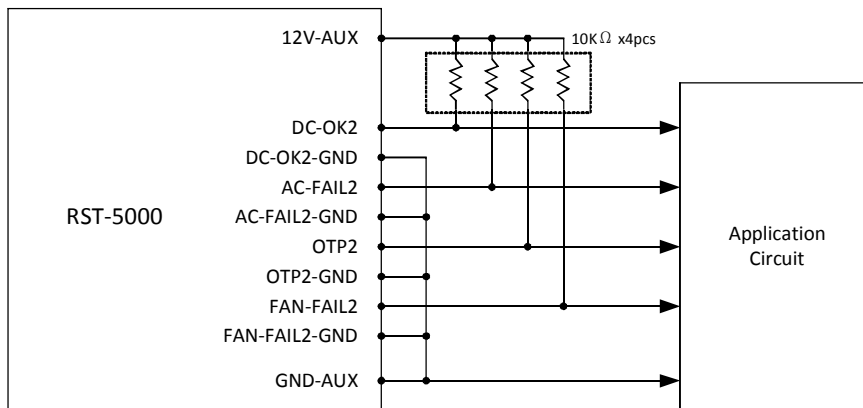 12V-AUX
10KΩ x4pcs
DC-OK2
DC-OK2-GND
AC-FAIL2
RST-5000
AC-FAIL2-GND
OTP2
Application
Circuit
OTP2-GND
FAN-FAIL2
FAN-FAIL2-GND
GND-AUX